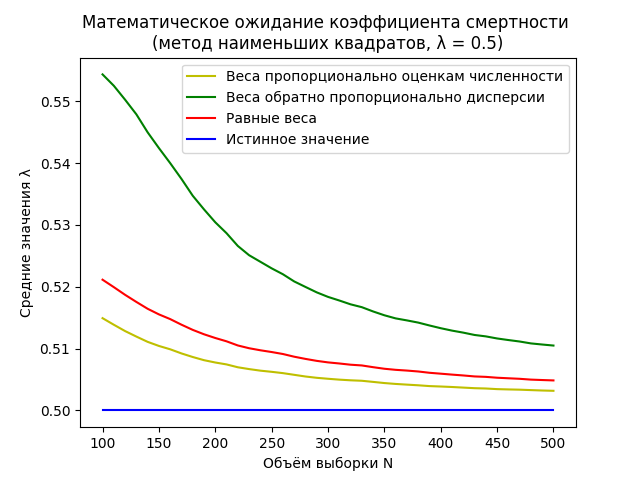 Математическое ожидание коэффициента смертности
(метод наименьших квадратов, λ = 0.5)
Веса пропорционально оценкам численности
Веса обратно пропорционально дисперсии
Равные веса
Истинное значение
Средние значения λ
0.55
0.54
0.53
0.52
0.51
0.50
100 150 200 250 300 350 400 450 500
Объём выборки N